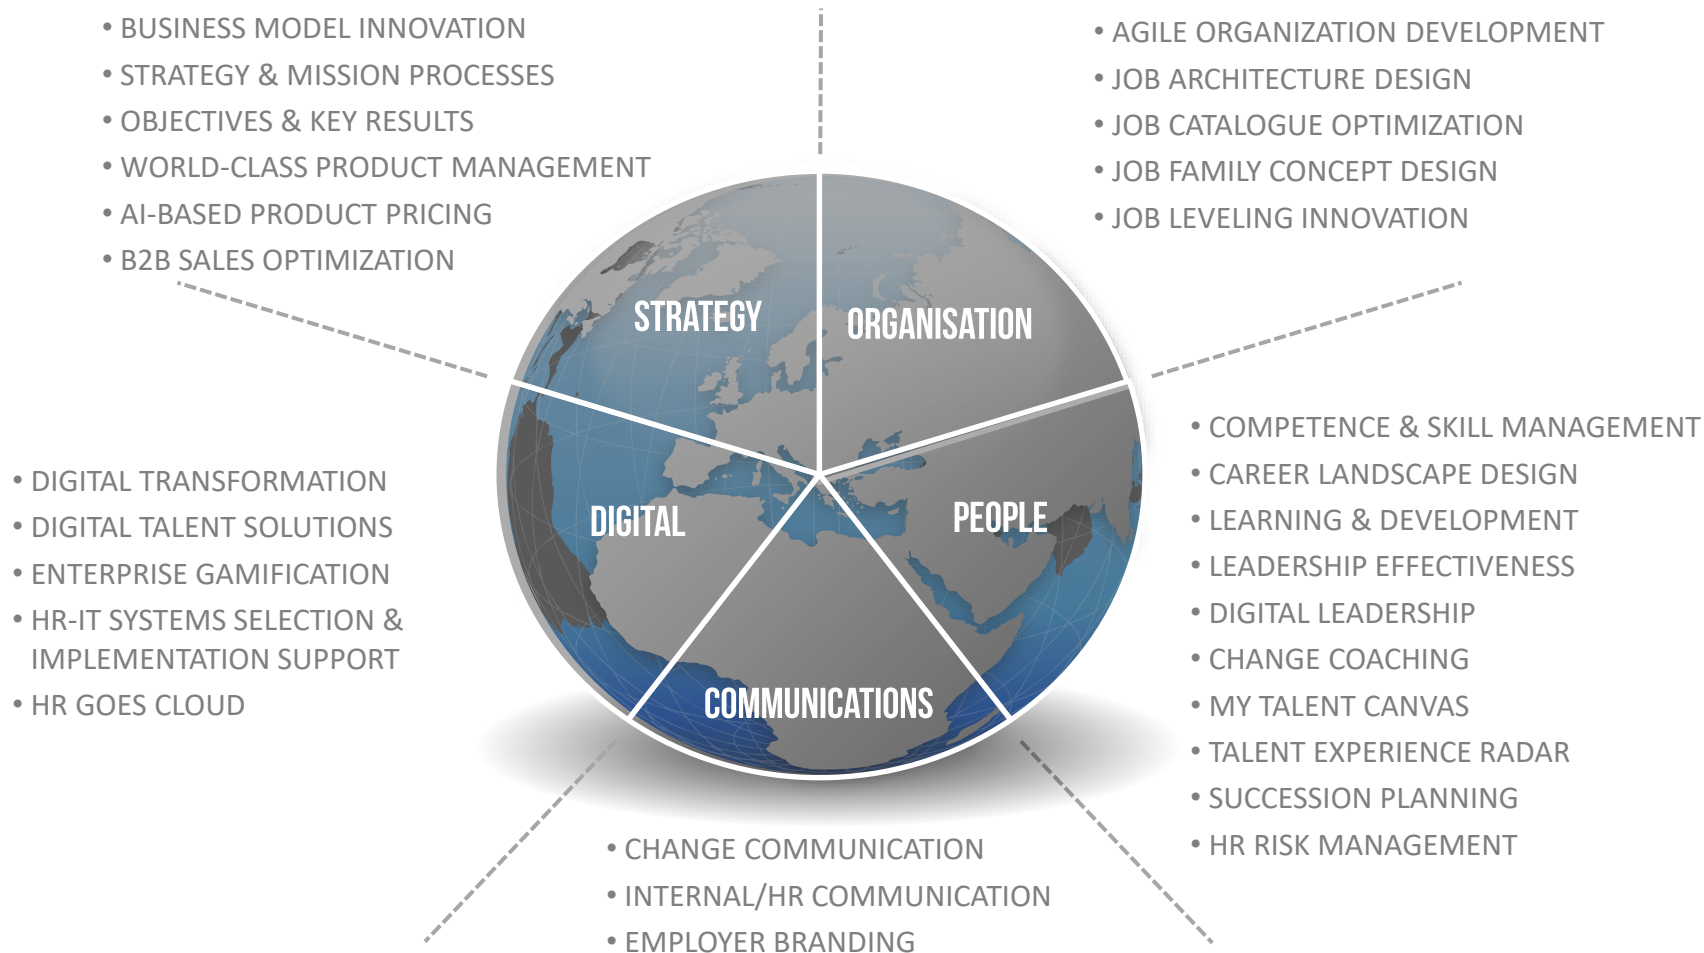 • BUSINESS MODEL INNOVATION
• STRATEGY & MISSION PROCESSES
• OBJECTIVES & KEY RESULTS
• WORLD-CLASS PRODUCT MANAGEMENT
• AI-BASED PRODUCT PRICING
• B2B SALES OPTIMIZATION
• AGILE ORGANIZATION DEVELOPMENT
• JOB ARCHITECTURE DESIGN
• JOB CATALOGUE OPTIMIZATION
• JOB FAMILY CONCEPT DESIGN
• JOB LEVELING INNOVATION
STRATEGY
ORGANISATION
DIGITAL
PEOPLE
COMMUNICATIONS
• DIGITAL TRANSFORMATION
• DIGITAL TALENT SOLUTIONS
• ENTERPRISE GAMIFICATION
• HR-IT SYSTEMS SELECTION &
IMPLEMENTATION SUPPORT
• HR GOES CLOUD
• COMPETENCE & SKILL MANAGEMENT
• CAREER LANDSCAPE DESIGN
• LEARNING & DEVELOPMENT
• LEADERSHIP EFFECTIVENESS
• DIGITAL LEADERSHIP
• CHANGE COACHING
• MY TALENT CANVAS
• TALENT EXPERIENCE RADAR
• SUCCESSION PLANNING
• HR RISK MANAGEMENT
• CHANGE COMMUNICATION
• INTERNAL/HR COMMUNICATION
• EMPLOYER BRANDING